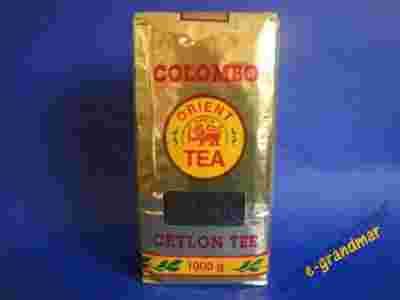 COLOMBO
ORIENT
TEA
CEYLON TEE
1000 g
e-grandmar